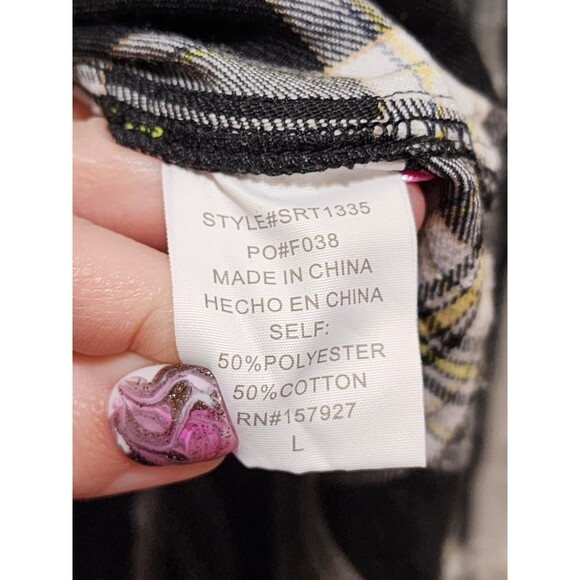 STYLE#SRT1335
PO#F038
MADE IN CHINA
HECHO EN CHINA
SELF:
50%POLYESTER
50%COTTON
RN#157927
L